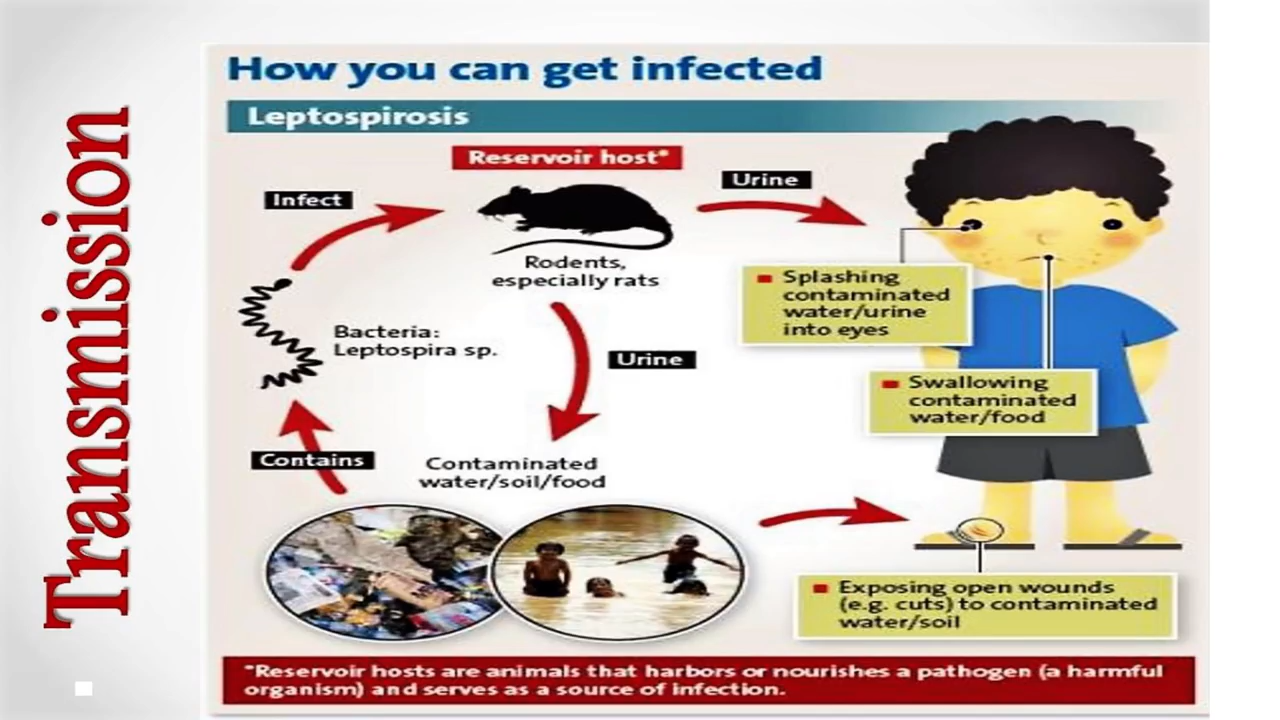 Transmission
How you can get infected
Leptospirosis
Reservoir host*
Infect
Urine
Rodents,
especially rats
Splashing
contaminated
water/urine
into eyes
Bacteria:
Leptospira sp.
Urine
Swallowing
contaminated
water/food
Contains
Contaminated
water/soil/food
Exposing open wounds
(e.g. cuts) to contaminated
water/soil
*Reservoir hosts are animals that harbors or nourishes a pathogen (a harmful
organism) and serves as a source of infection.